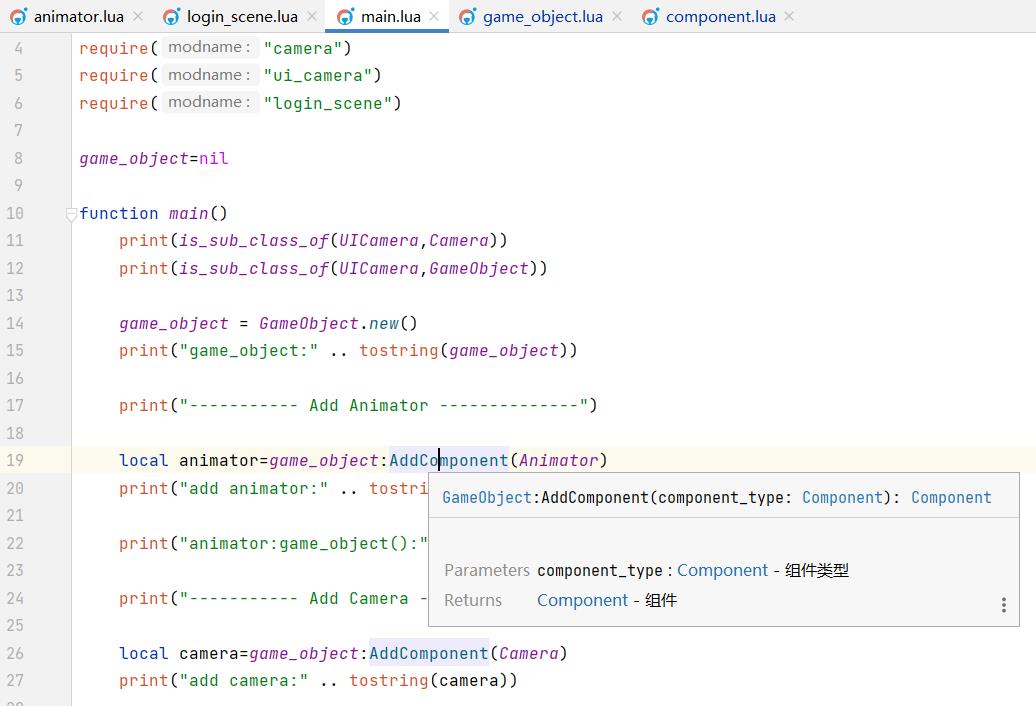 animator.lua login_scene.lua main.lua game_object.lua component.lua
4 require( modname: "camera")
5 require( modname: "ui_camera")
6 require( modname: "login_scene")
7
8 game_object=nil
9
10 function main()
11 print(is_sub_class_of(UICamera,Camera))
12 print(is_sub_class_of(UICamera,GameObject))
13
14 game_object = GameObject.new()
15 print("game_object:" .. tostring(game_object))
16
17 print("----------- Add Animator --------------")
18
19 local animator=game_object:AddComponent(Animator)
20 print("add animator:" .. tostri
GameObject:AddComponent(component_type: Component): Component
21
22 print("animator:game_object():"
23
Parameters component_type : Component - 组件类型
24 print("----------- Add Camera -
Returns Component - 组件
25
26 local camera=game_object:AddComponent(Camera)
27 print("add camera:" .. tostring(camera))